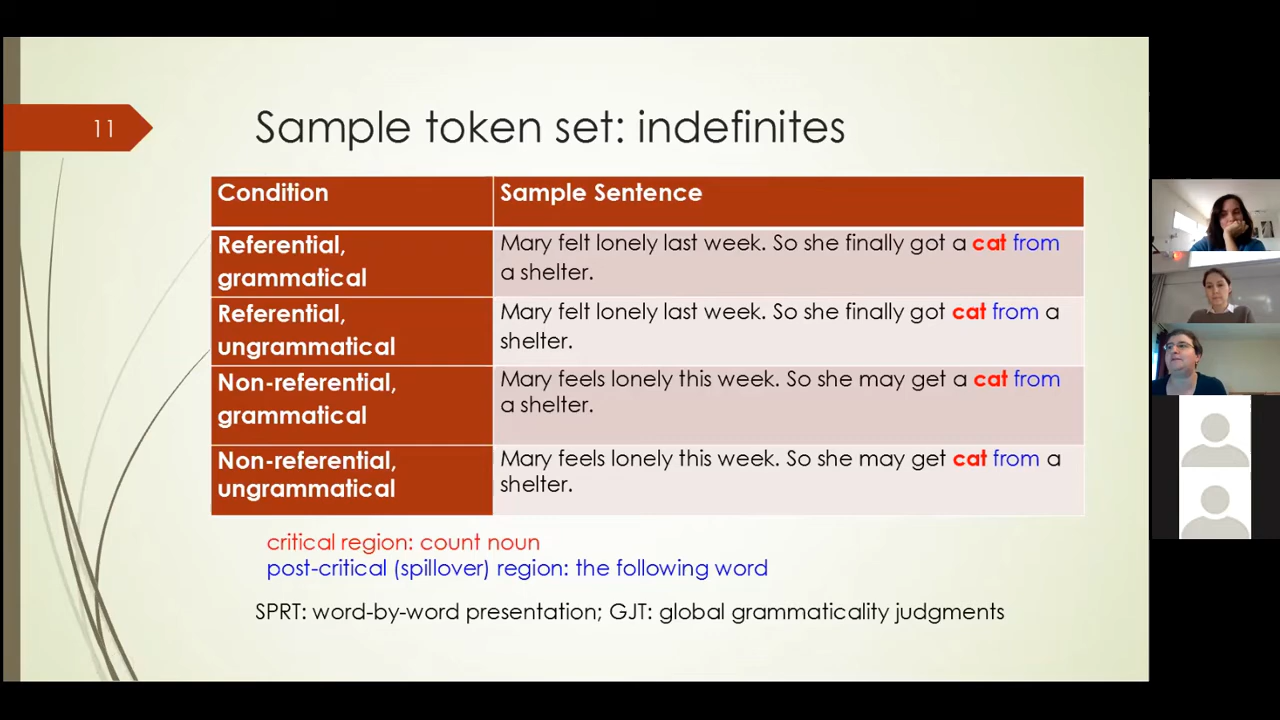 11
Sample token set: indefinites
Condition
Sample Sentence
Referential,
grammatical
Mary felt lonely last week. So she finally got a cat from
a shelter.
Referential,
ungrammatical
Mary felt lonely last week. So she finally got cat from a
shelter.
Non-referential,
grammatical
Mary feels lonely this week. So she may get a cat from
a shelter.
Non-referential,
ungrammatical
Mary feels lonely this week. So she may get cat from a
shelter.
critical region: count noun
post-critical (spillover) region: the following word
SPRT: word-by-word presentation; GJT: global grammaticality judgments